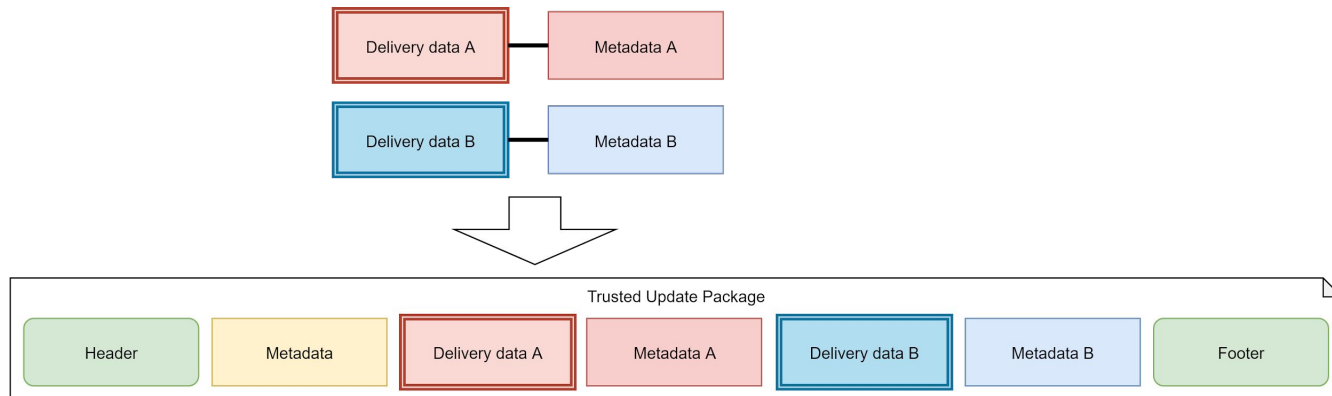 Delivery data A
Metadata A
Delivery data B
Metadata B
Trusted Update Package
Header
Metadata
Delivery data A
Metadata A
Delivery data B
Metadata B
Footer